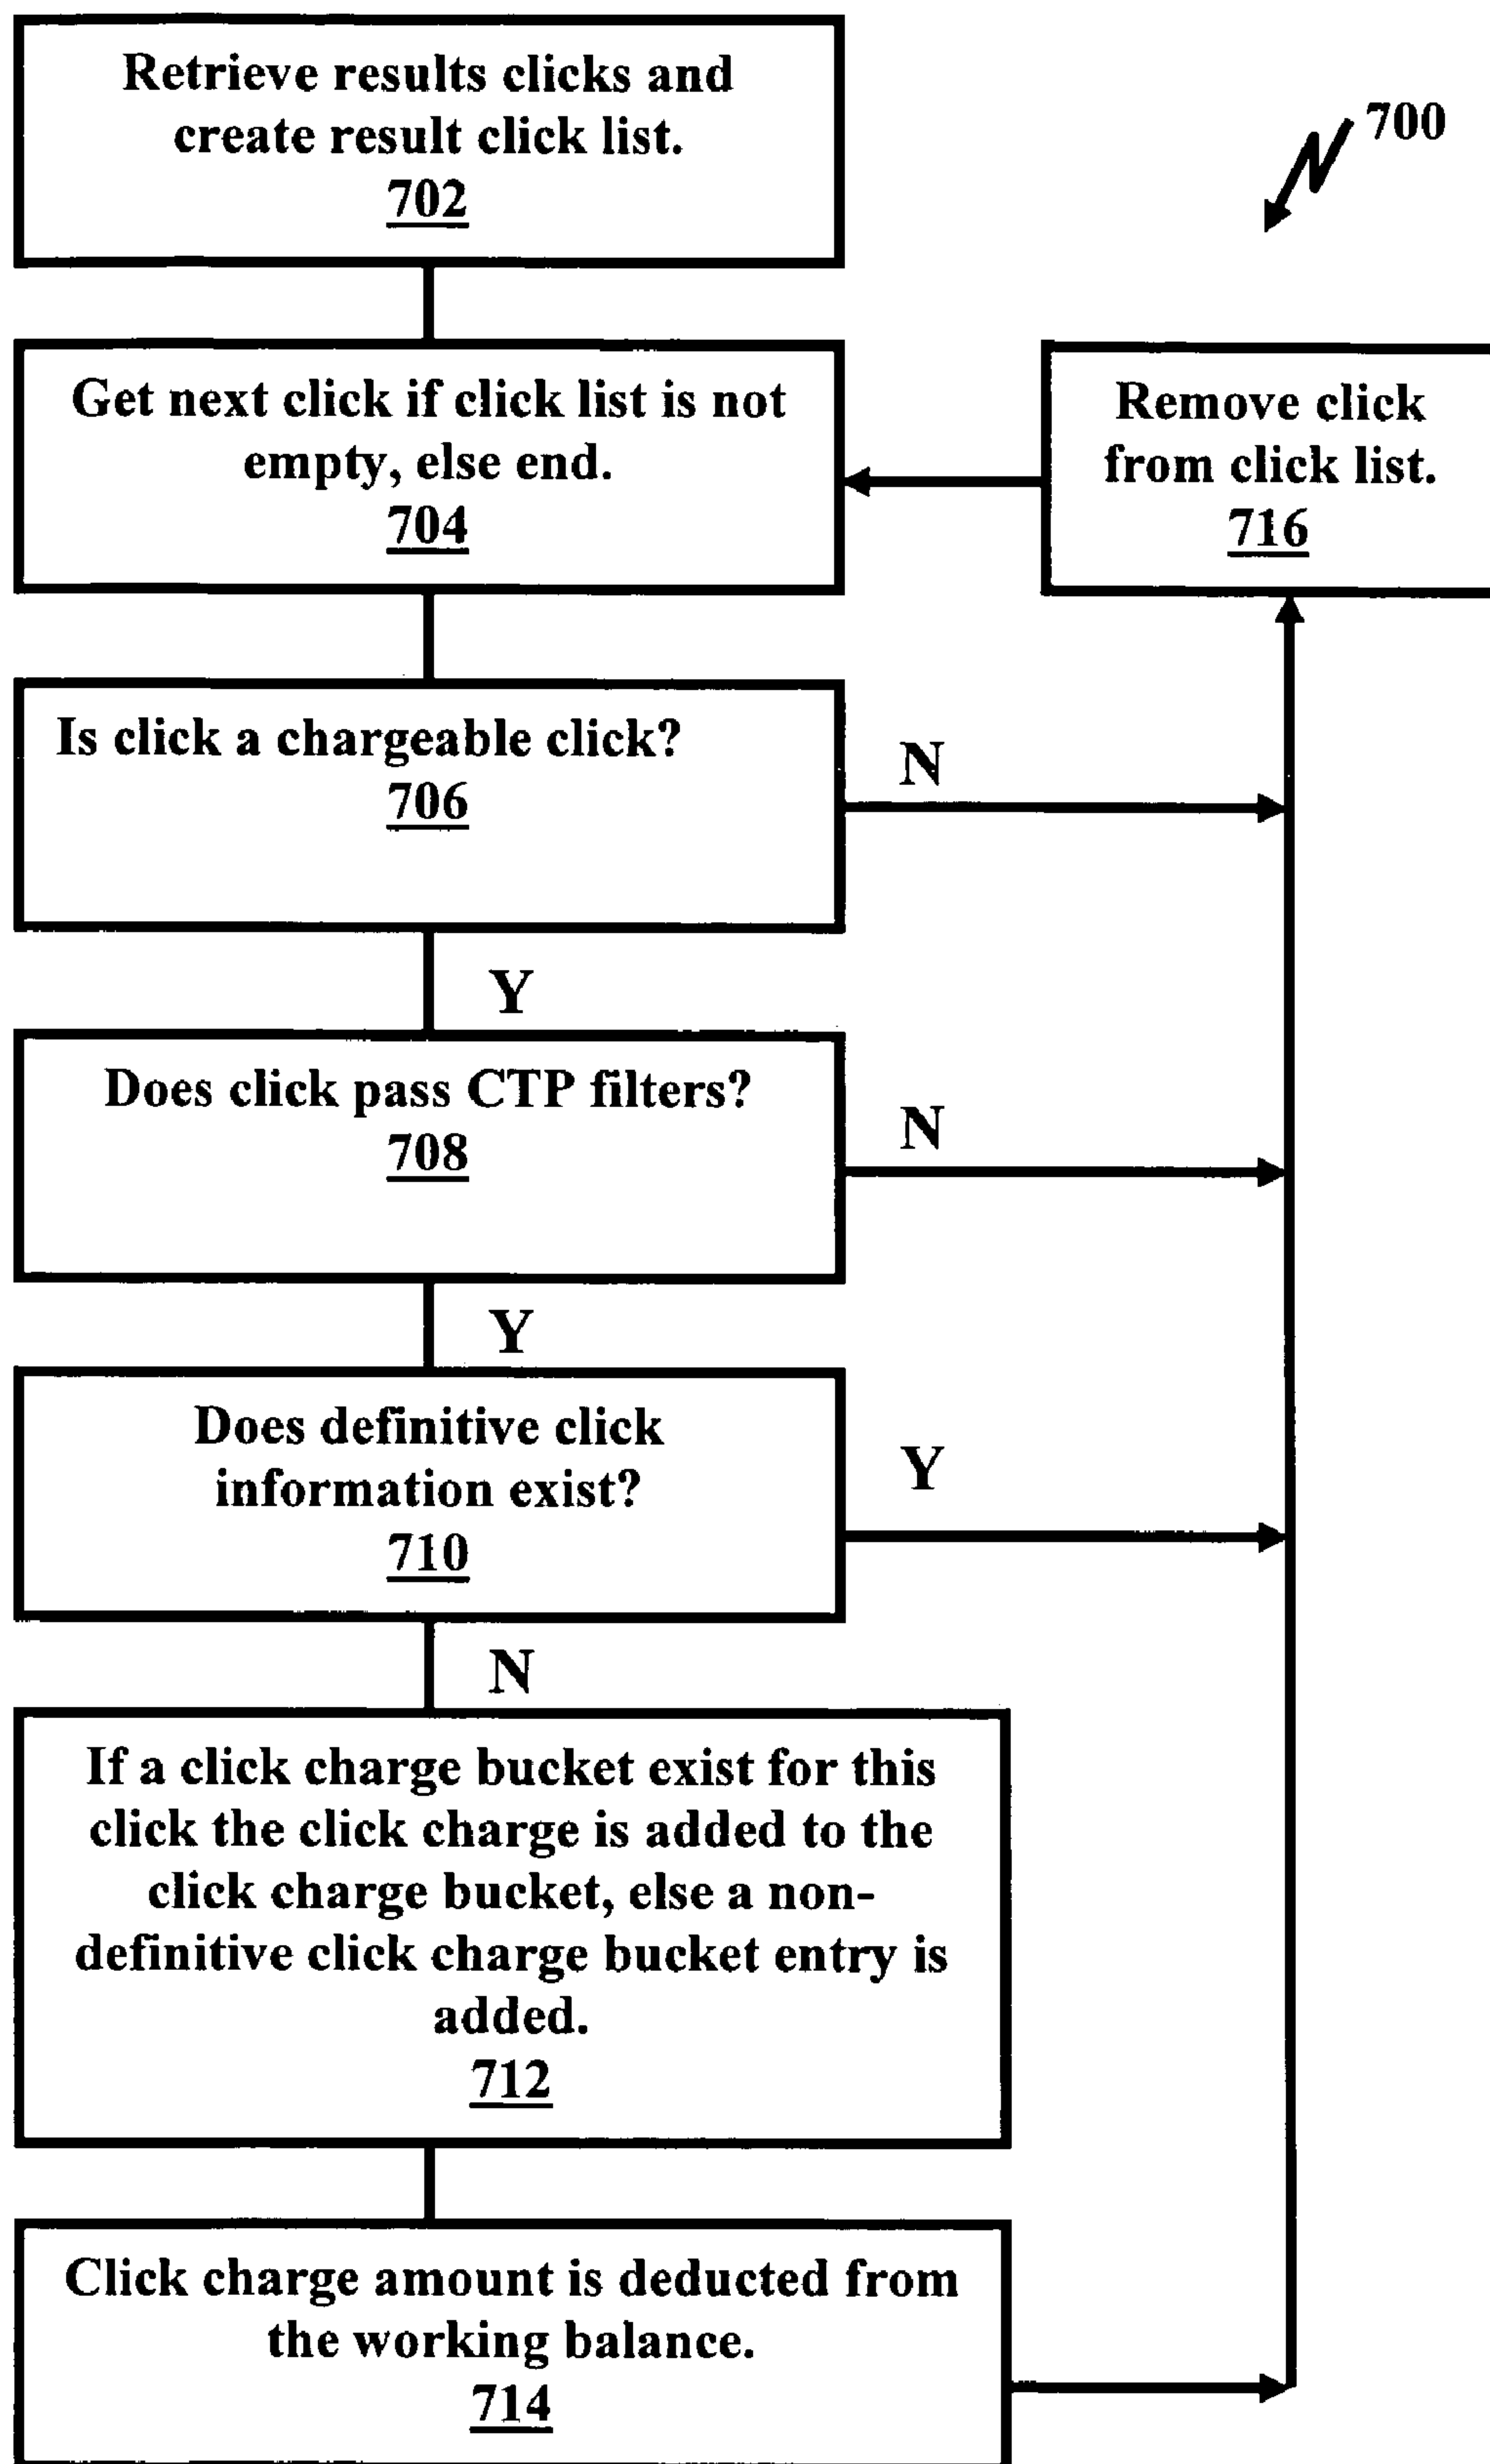 Retrieve results clicks and
create result click list.
702
700
Get next click if click list is not
empty, else end.
704
Remove click
from click list.
716
Is click a chargeable click?
706
N
Y
Does click pass CTP filters?
708
N
Y
Does definitive click
information exist?
710
Y
N
If a click charge bucket exist for this
click the click charge is added to the
click charge bucket, else a non-
definitive click charge bucket entry is
added.
712
Click charge amount is deducted from
the working balance.
714